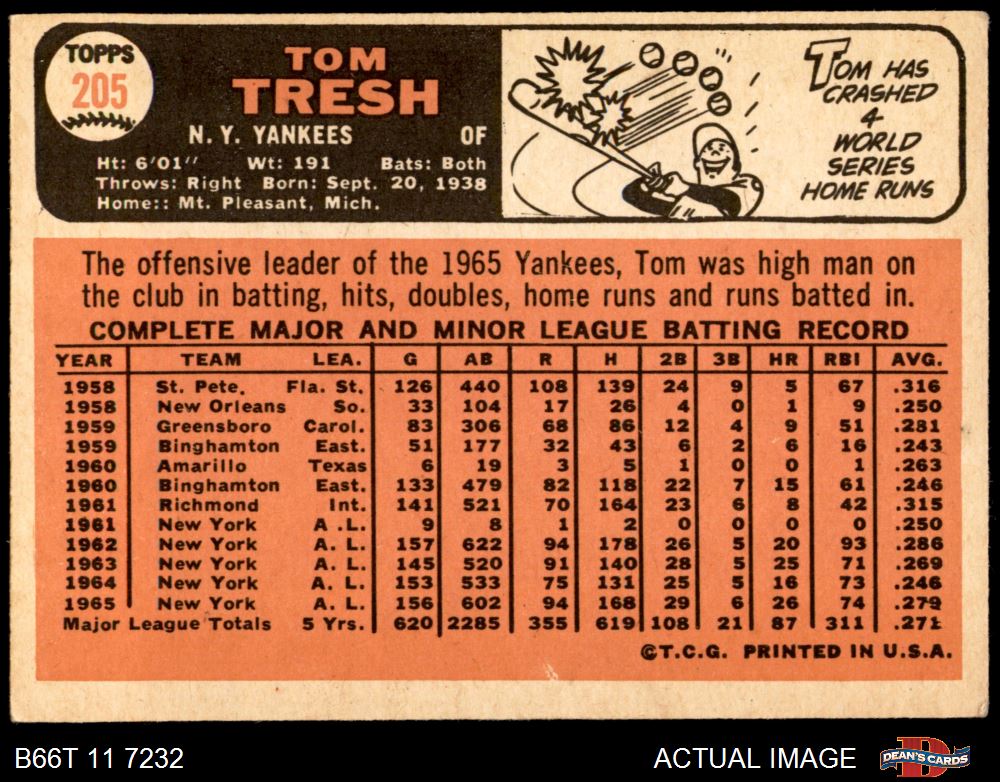 TOPPS
205
TOM
TRESH
N. Y. YANKEES OF
Ht: 6'01" Wt: 191 Bats: Both
Throws: Right Born: Sept. 20, 1938
Home:: Mt. Pleasant, Mich.
TOM HAS
CRASHED
4
WORLD
SERIES
HOME RUNS
The offensive leader of the 1965 Yankees, Tom was high man on
the club in batting, hits, doubles, home runs and runs batted in.
COMPLETE MAJOR AND MINOR LEAGUE BATTING RECORD
YEAR TEAM LEA. G AB R H 2B 3B HR RBI AVG.
1958 St. Pete. Fla. St. 126 440 108 139 24 9 5 67 .316
1958 New Orleans So. 33 104 17 26 4 0 1 9 .250
1959 Greensboro Carol. 83 306 68 86 12 4 9 51 .281
1959 Binghamton East. 51 177 32 43 6 2 6 16 .243
1960 Amarillo Texas 6 19 3 5 1 0 0 1 .263
1960 Binghamton East. 133 479 82 118 22 7 15 61 .246
1961 Richmond Int. 141 521 70 164 23 6 8 42 .315
1961 New York A .L. 9 8 1 2 0 0 0 0 .250
1962 New York A. L. 157 622 94 178 26 5 20 93 .286
1963 New York A. L. 145 520 91 140 28 5 25 71 .269
1964 New York A. L. 153 533 75 131 25 5 16 73 .246
1965 New York A. L. 156 602 94 168 29 6 26 74 .279
Major League Totals 5 Yrs. 620 2285 355 619 108 21 87 311 .271
©T.C.G. PRINTED IN U.S.A.
B66T 11 7232 ACTUAL IMAGE DEAN'S CARDS